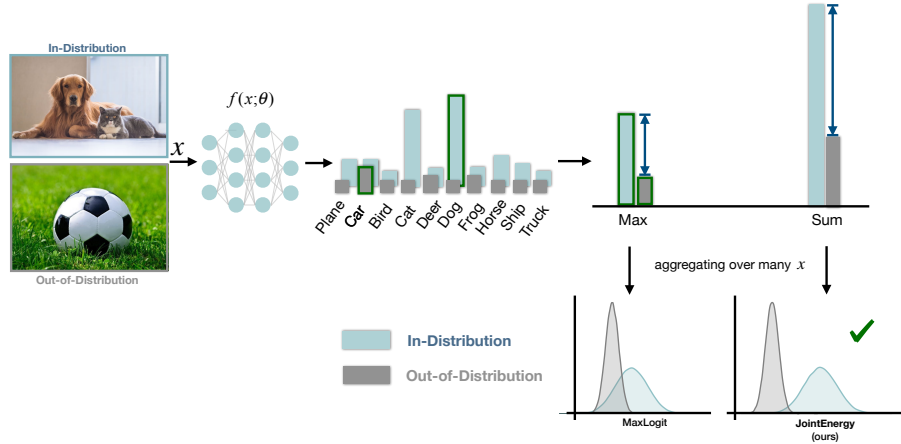 In-Distribution
f(x;θ)
x
Out-of-Distribution
Plane
Car
Bird
Cat
Deer
Dog
Frog
Horse
Ship
Truck
Max
Sum
aggregating over many x
In-Distribution
Out-of-Distribution
MaxLogit
JointEnergy
(ours)